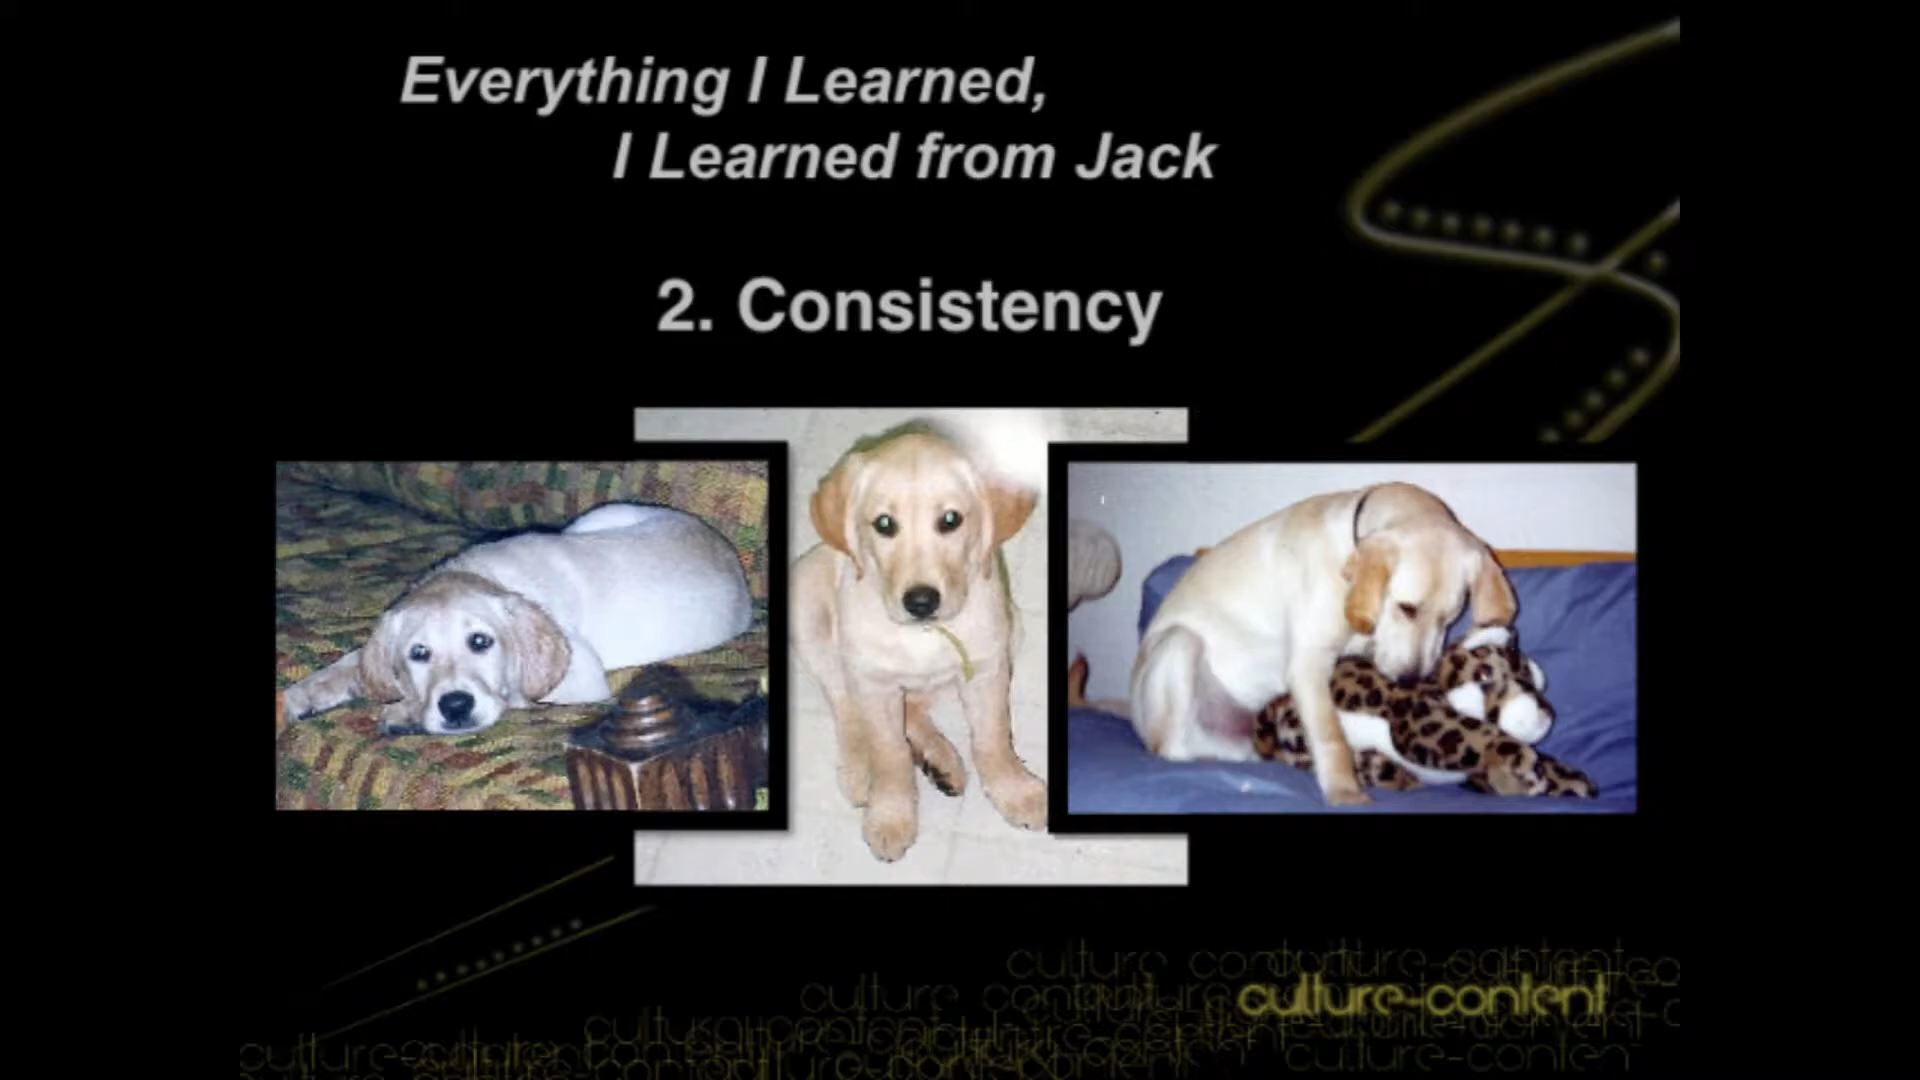 Everything I Learned,
I Learned from Jack
2. Consistency
culture-content